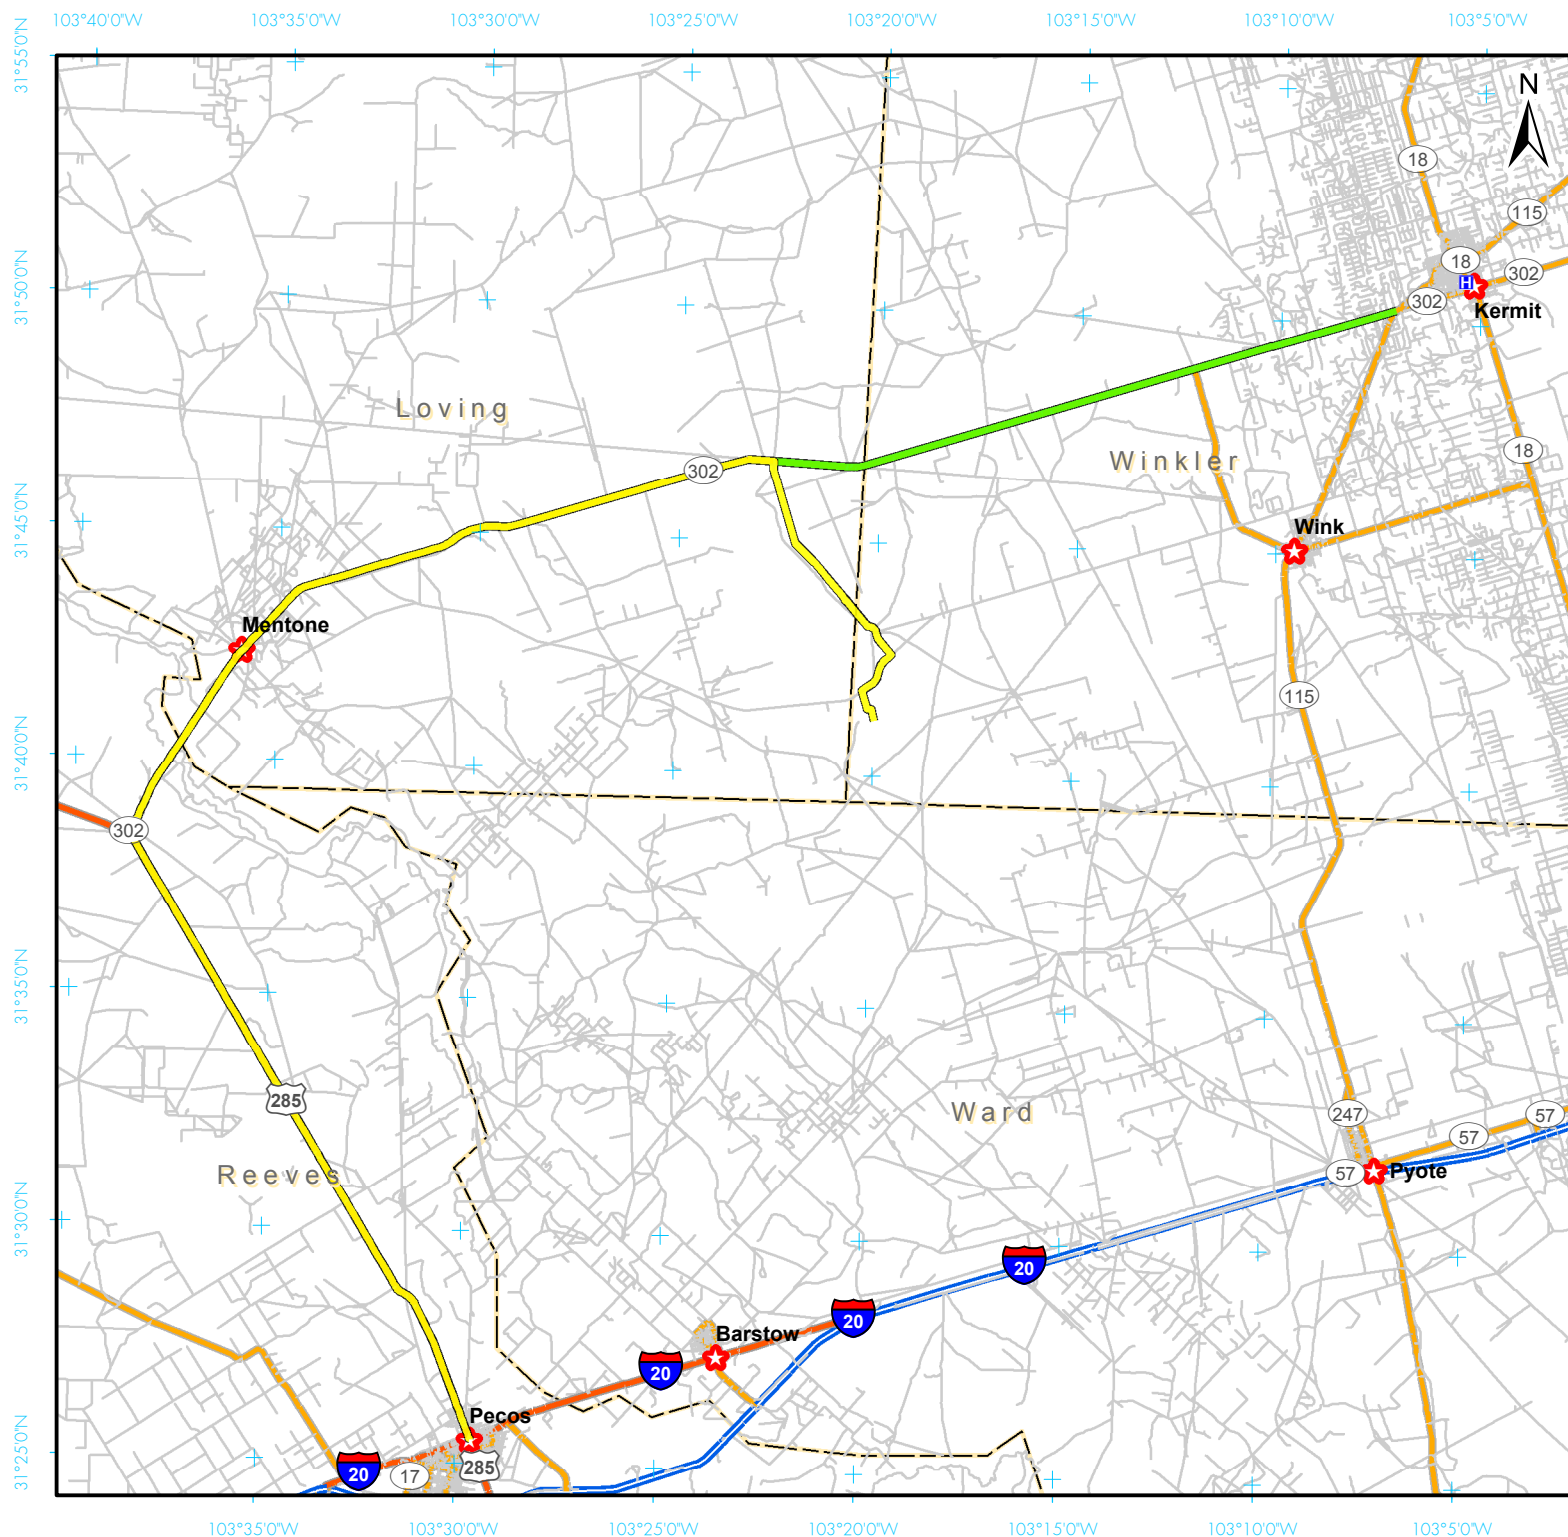 103°40'0"W 103°35'0"W 103°30'0"W 103°25'0"W 103°20'0"W 103°15'0"W 103°10'0"W 103°5'0"W
31°55'0"N
N
18
115
18
H
302
302
31°50'0"N
Kermit
Loving
302
Winkler
18
31°45'0"N
Wink
Mentone
115
31°40'0"N
302
31°35'0"N
285
Ward
247
57
57
Reeves
57
Pyote
31°30'0"N
20
20
Barstow
20
Pecos
31°25'0"N
20
17
285
103°35'0"W 103°30'0"W 103°25'0"W 103°20'0"W 103°15'0"W 103°10'0"W 103°5'0"W